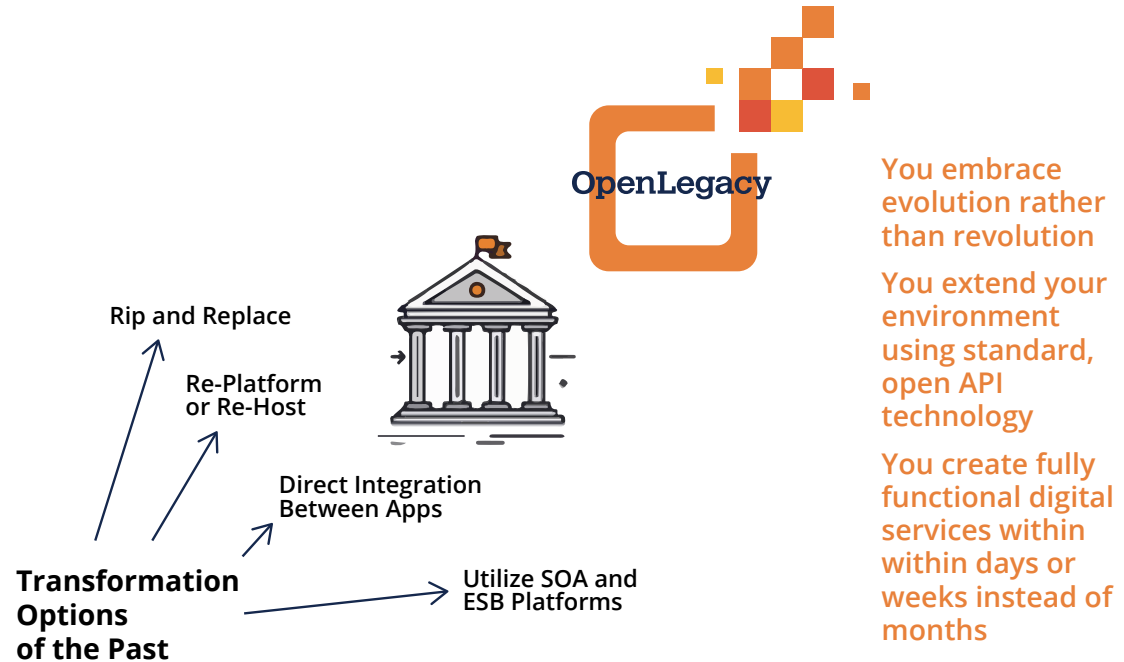 OpenLegacy
You embrace
evolution rather
than revolution
You extend your
environment
using standard,
open API
technology
You create fully
functional digital
services within
within days or
weeks instead of
months
Rip and Replace
Re-Platform
or Re-Host
Direct Integration
Between Apps
Utilize SOA and
ESB Platforms
Transformation
Options
of the Past